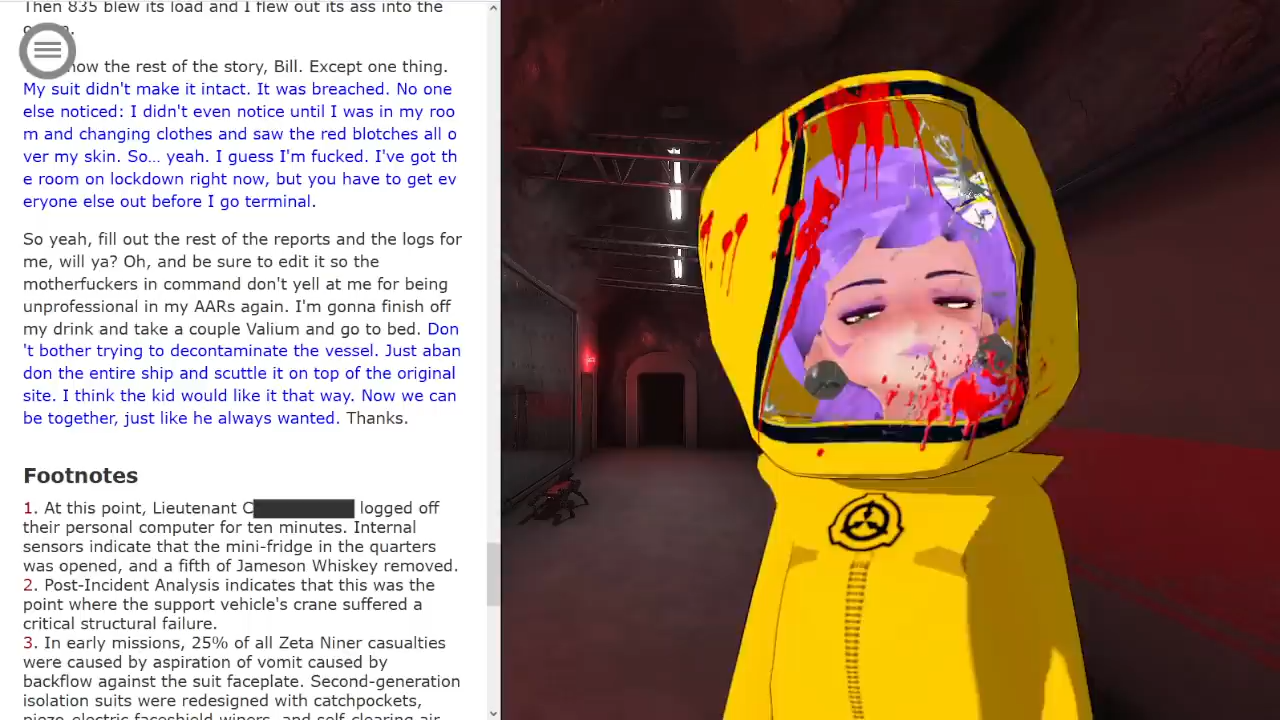 Then 835 blew its load and I flew out its ass into the
now the rest of the story, Bill. Except one thing.
My suit didn't make it intact. It was breached. No one
else noticed: I didn't even notice until I was in my roo
m and changing clothes and saw the red blotches all o
ver my skin. So… yeah. I guess I'm fucked. I've got th
e room on lockdown right now, but you have to get ev
eryone else out before I go terminal.
So yeah, fill out the rest of the reports and the logs for
me, will ya? Oh, and be sure to edit it so the
motherfuckers in command don't yell at me for being
unprofessional in my AARs again. I'm gonna finish off
my drink and take a couple Valium and go to bed. Don
't bother trying to decontaminate the vessel. Just aban
don the entire ship and scuttle it on top of the original
site. I think the kid would like it that way. Now we can
be together, just like he always wanted. Thanks.
Footnotes
1. At this point, Lieutenant C logged off
their personal computer for ten minutes. Internal
sensors indicate that the mini-fridge in the quarters
was opened, and a fifth of Jameson Whiskey removed.
2. Post-Incident Analysis indicates that this was the
point where the support vehicle's crane suffered a
critical structural failure.
3. In early missions, 25% of all Zeta Niner casualties
were caused by aspiration of vomit caused by
backflow against the suit faceplate. Second-generation
isolation suits were redesigned with catchpockets,
piezo-electric faceshield wipers, and self-clearing air